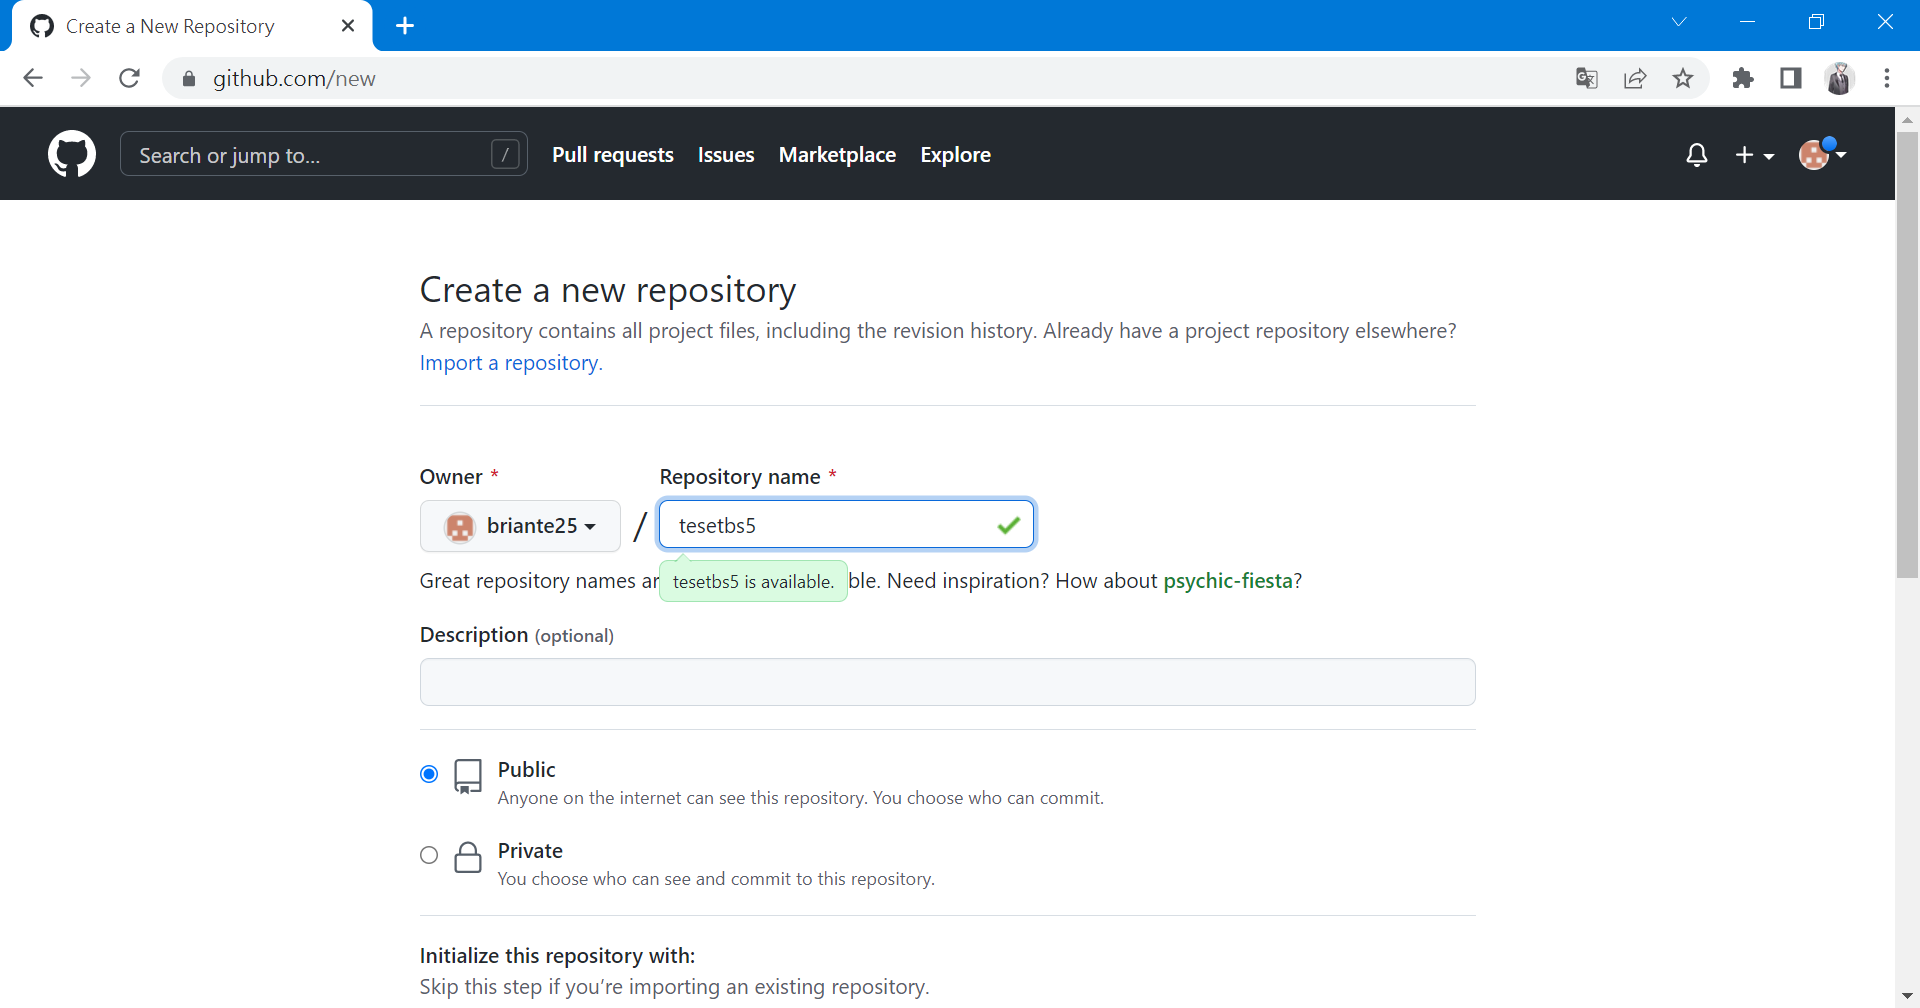 Create a New Repository
github.com/new
Search or jump to... /
Pull requests
Issues
Marketplace
Explore
Create a new repository
A repository contains all project files, including the revision history. Already have a project repository elsewhere?
Import a repository.
Owner * Repository name *
briante25 / tesetbs5
Great repository names ar tesetbs5 is available. ble. Need inspiration? How about psychic-fiesta?
Description (optional)
Public
Anyone on the internet can see this repository. You choose who can commit.
Private
You choose who can see and commit to this repository.
Initialize this repository with:
Skip this step if you’re importing an existing repository.